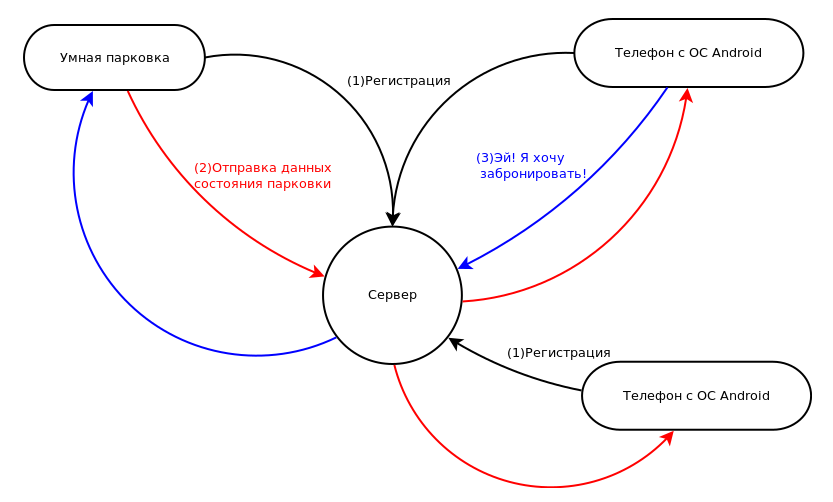 Умная парковка
Телефон с ОС Android
(1)Регистрация
(2)Отправка данных
состояния парковки
(3)Эй! Я хочу
забронировать!
Сервер
(1)Регистрация
Телефон с ОС Android